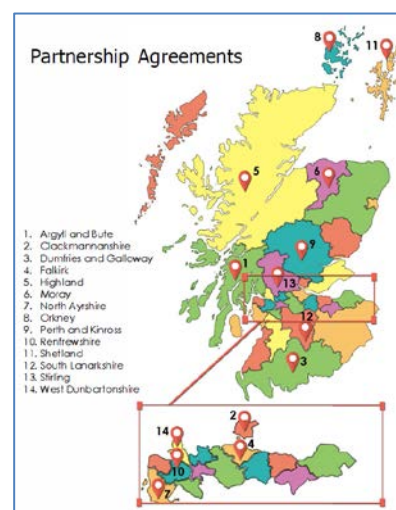 Partnership Agreements
8
11
5
6
1. Argyll and Bute
2. Clackmannanshire
3. Dumfries and Galloway
4. Falkirk
5. Highland
6. Moray
7. North Ayrshire
8. Orkney
9. Perth and Kinross
10. Renfrewshire
11. Shetland
12. South Lanarkshire
13. Stirling
14. West Dunbartonshire
9
1
13
12
3
2
14
4
10
7